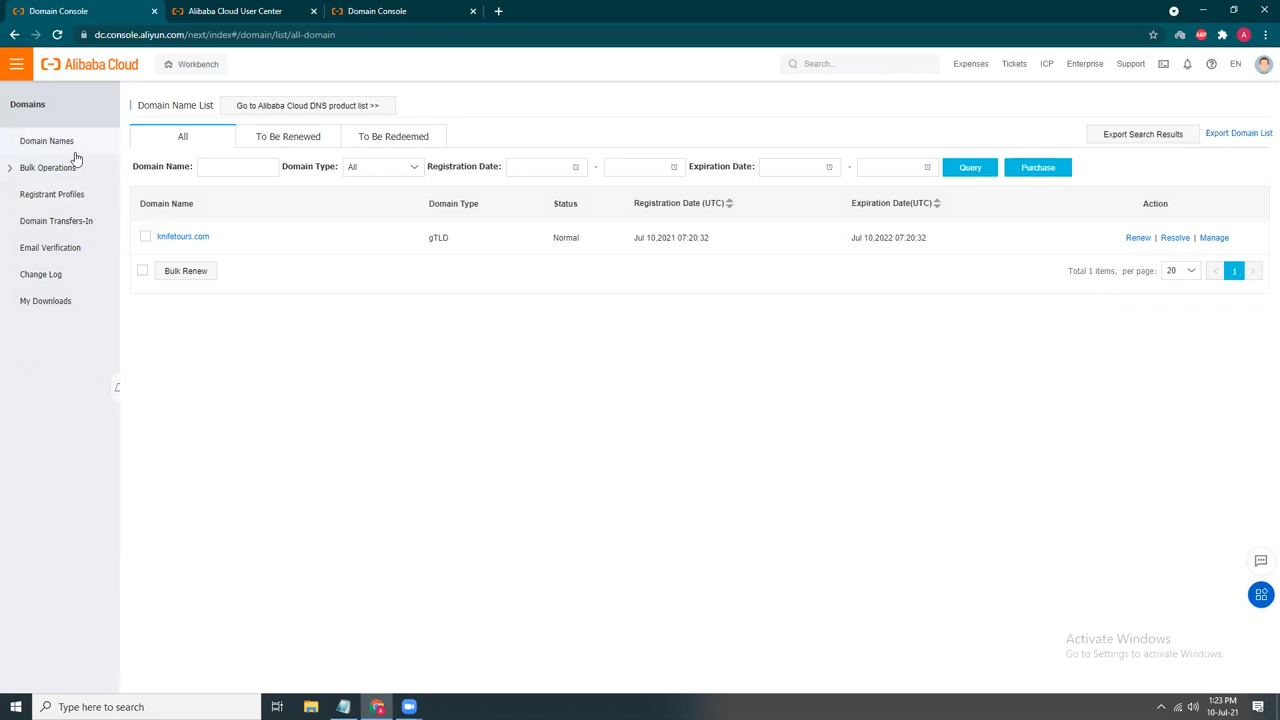 Domain Console
Alibaba Cloud User Center
Domain Console
dc.console.aliyun.com/next/index#/domain/list/all-domain
ABP
A
Alibaba Cloud
Workbench
Search...
Expenses
Tickets
ICP
Enterprise
Support
EN
Domains
Domain Names
Bulk Operations
Registrant Profiles
Domain Transfers-In
Email Verification
Change Log
My Downloads
Domain Name List
Go to Alibaba Cloud DNS product list >>
All
To Be Renewed
To Be Redeemed
Export Search Results
Export Domain List
Domain Name:
Domain Type:
All
Registration Date:
-
Expiration Date:
-
Query
Purchase
Domain Name
Domain Type
Status
Registration Date (UTC)
Expiration Date(UTC)
Action
knifetours.com
gTLD
Normal
Jul 10,2021 07:20:32
Jul 10,2022 07:20:32
Renew | Resolve | Manage
Bulk Renew
Total 1 items, per page:
20
<
1
>
Activate Windows
Go to Settings to activate Windows.
Type here to search
1:23 PM
10-Jul-21